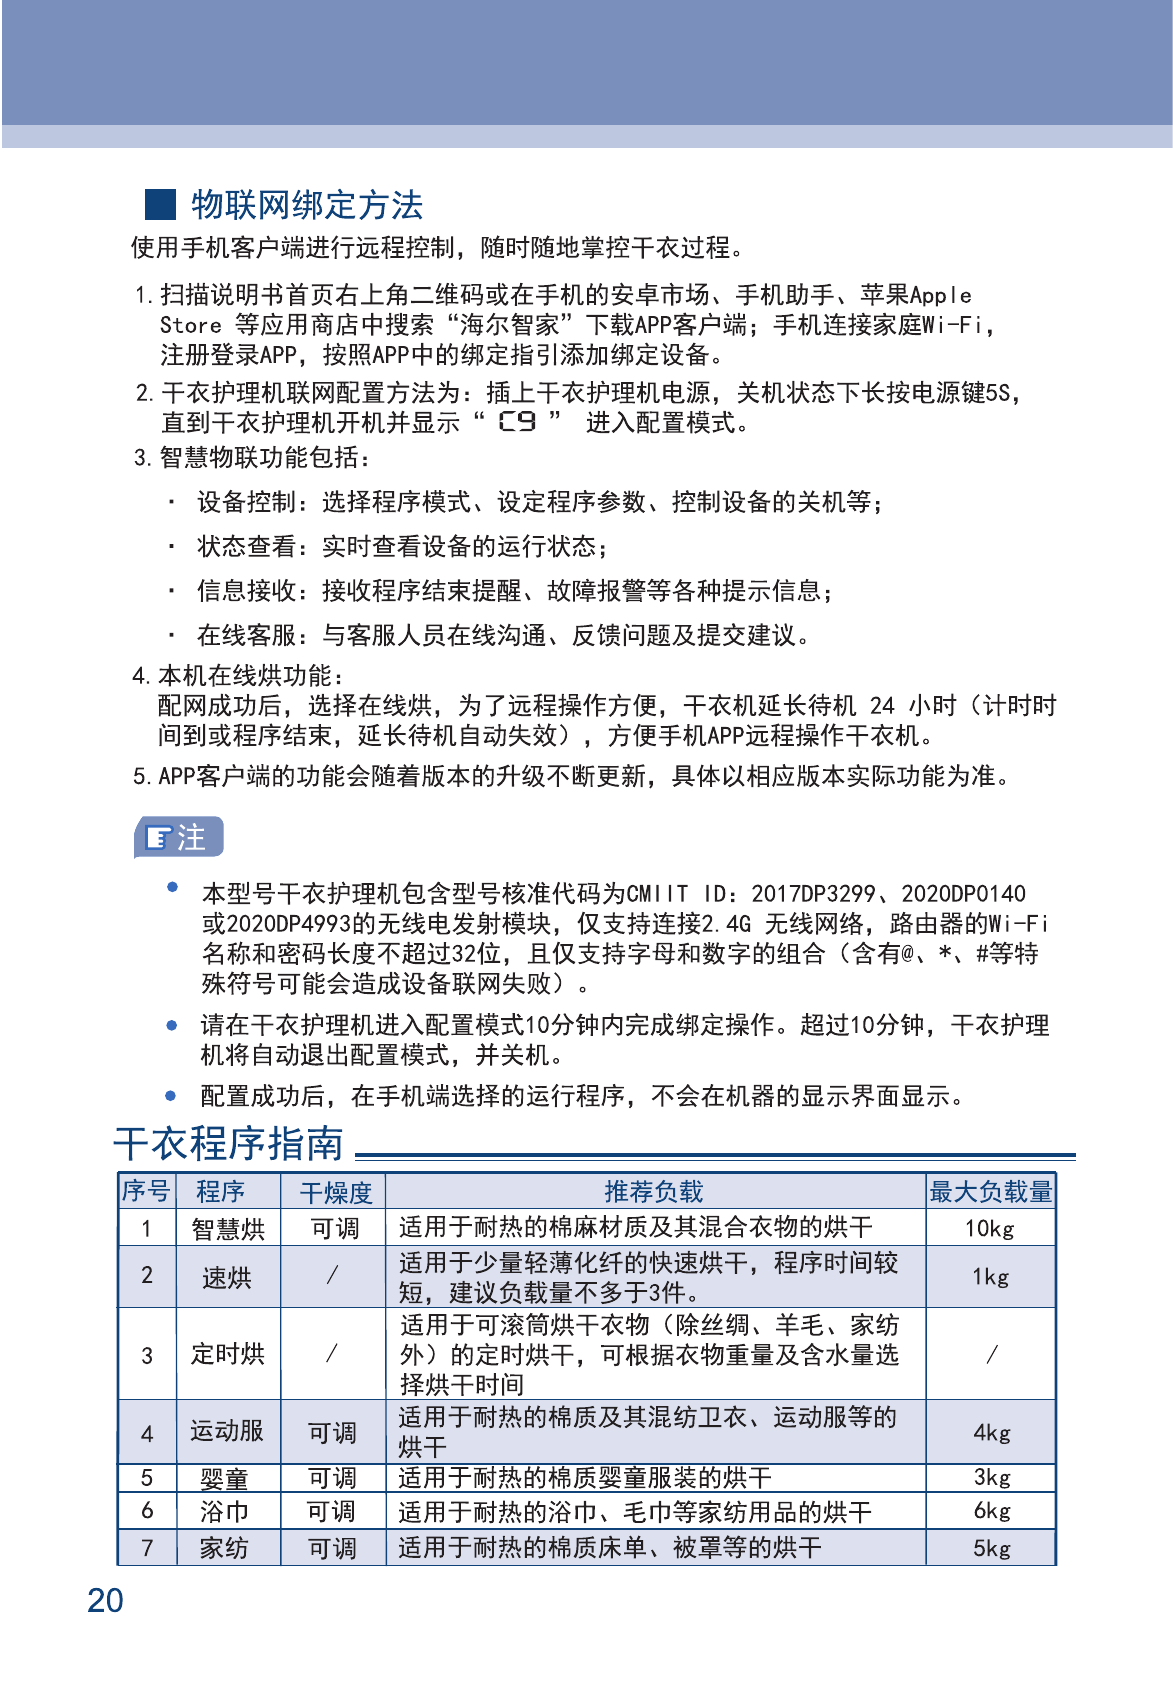 ■ 物联网绑定方法
使用手机客户端进行远程控制，随时随地掌控干衣过程。
1. 扫描说明书首页右上角二维码或在手机的安卓市场、手机助手、苹果Apple
Store 等应用商店中搜索“海尔智家”下载APP客户端；手机连接家庭Wi-Fi，
注册登录APP，按照APP中的绑定指引添加绑定设备。
2. 干衣护理机联网配置方法为：插上干衣护理机电源，关机状态下长按电源键5S，
直到干衣护理机开机并显示“ C9 ” 进入配置模式。
3. 智慧物联功能包括：
· 设备控制：选择程序模式、设定程序参数、控制设备的关机等；
· 状态查看：实时查看设备的运行状态；
· 信息接收：接收程序结束提醒、故障报警等各种提示信息；
· 在线客服：与客服人员在线沟通、反馈问题及提交建议。
4. 本机在线烘功能：
配网成功后，选择在线烘，为了远程操作方便，干衣机延长待机 24 小时（计时时
间到或程序结束，延长待机自动失效），方便手机APP远程操作干衣机。
5. APP客户端的功能会随着版本的升级不断更新，具体以相应版本实际功能为准。
注
● 本型号干衣护理机包含型号核准代码为CMIIT ID：2017DP3299、2020DP0140
或2020DP4993的无线电发射模块，仅支持连接2.4G 无线网络，路由器的Wi-Fi
名称和密码长度不超过32位，且仅支持字母和数字的组合（含有@、*、#等特
殊符号可能会造成设备联网失败）。
● 请在干衣护理机进入配置模式10分钟内完成绑定操作。超过10分钟，干衣护理
机将自动退出配置模式，并关机。
● 配置成功后，在手机端选择的运行程序，不会在机器的显示界面显示。
干衣程序指南
序号 程序 干燥度 推荐负载 最大负载量
1 智慧烘 可调 适用于耐热的棉麻材质及其混合衣物的烘干 10kg
2 速烘 / 适用于少量轻薄化纤的快速烘干，程序时间较
短，建议负载量不多于3件。 1kg
3 定时烘 / 适用于可滚筒烘干衣物（除丝绸、羊毛、家纺
外）的定时烘干，可根据衣物重量及含水量选
择烘干时间 /
4 运动服 可调 适用于耐热的棉质及其混纺卫衣、运动服等的
烘干 4kg
5 婴童 可调 适用于耐热的棉质婴童服装的烘干 3kg
6 浴巾 可调 适用于耐热的浴巾、毛巾等家纺用品的烘干 6kg
7 家纺 可调 适用于耐热的棉质床单、被罩等的烘干 5kg
20